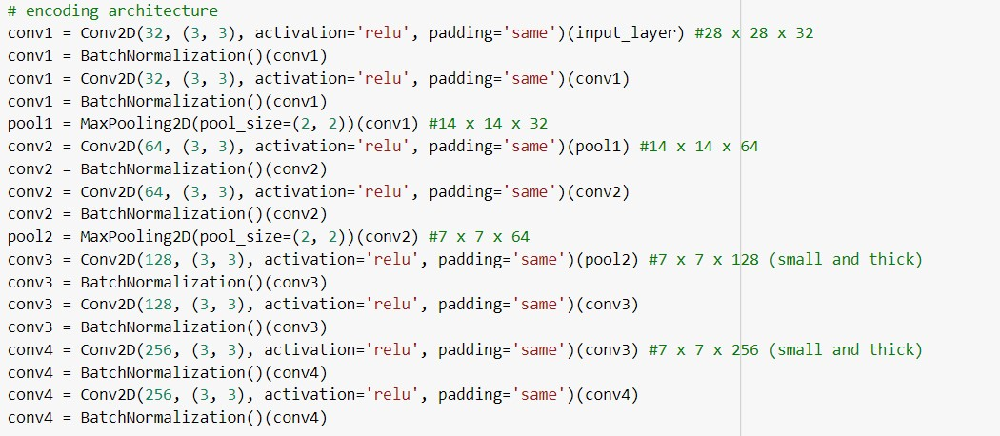 # encoding architecture
conv1 = Conv2D(32, (3, 3), activation='relu', padding='same')(input_layer) #28 x 28 x 32
conv1 = BatchNormalization()(conv1)
conv1 = Conv2D(32, (3, 3), activation='relu', padding='same')(conv1)
conv1 = BatchNormalization()(conv1)
pool1 = MaxPooling2D(pool_size=(2, 2))(conv1) #14 x 14 x 32
conv2 = Conv2D(64, (3, 3), activation='relu', padding='same')(pool1) #14 x 14 x 64
conv2 = BatchNormalization()(conv2)
conv2 = Conv2D(64, (3, 3), activation='relu', padding='same')(conv2)
conv2 = BatchNormalization()(conv2)
pool2 = MaxPooling2D(pool_size=(2, 2))(conv2) #7 x 7 x 64
conv3 = Conv2D(128, (3, 3), activation='relu', padding='same')(pool2) #7 x 7 x 128 (small and thick)
conv3 = BatchNormalization()(conv3)
conv3 = Conv2D(128, (3, 3), activation='relu', padding='same')(conv3)
conv3 = BatchNormalization()(conv3)
conv4 = Conv2D(256, (3, 3), activation='relu', padding='same')(conv3) #7 x 7 x 256 (small and thick)
conv4 = BatchNormalization()(conv4)
conv4 = Conv2D(256, (3, 3), activation='relu', padding='same')(conv4)
conv4 = BatchNormalization()(conv4)